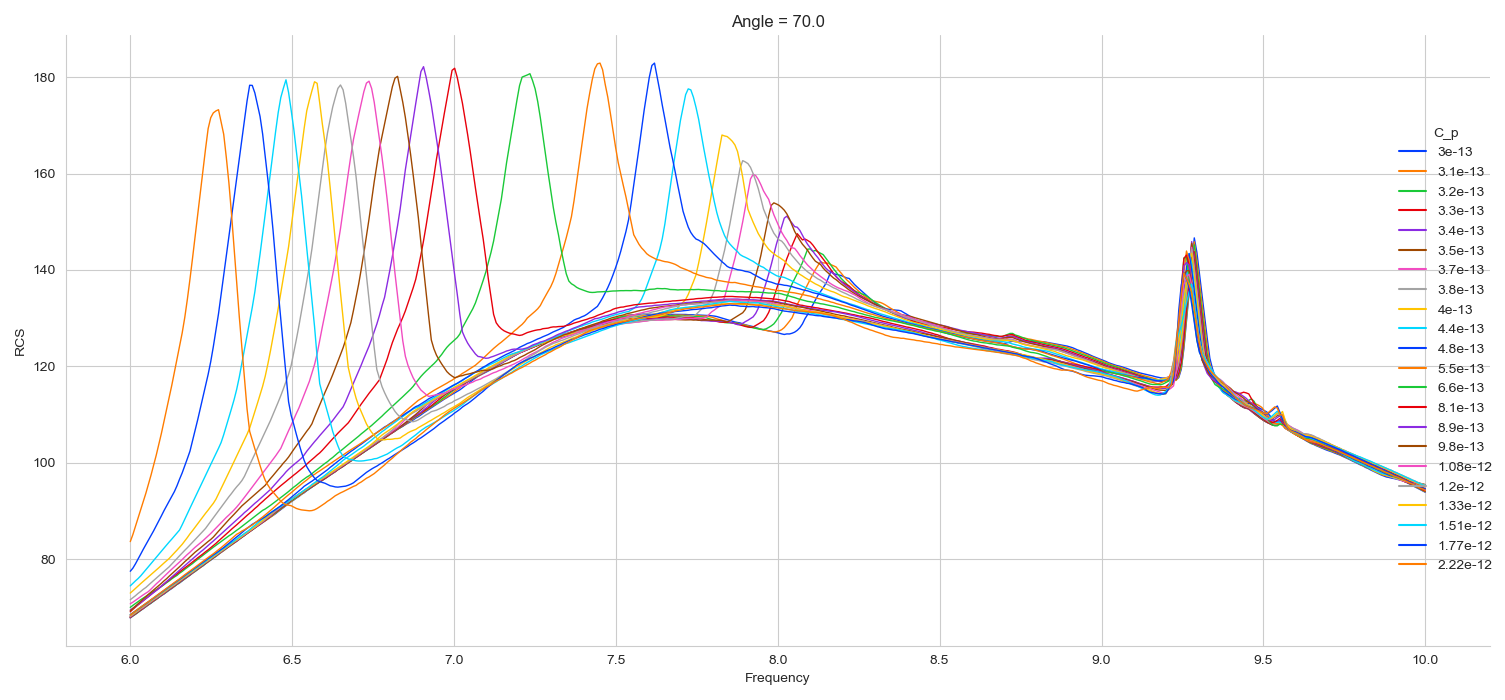 Angle = 70.0
RCS
180
160
140
120
100
80
6.0
6.5
7.0
7.5
8.0
8.5
9.0
9.5
10.0
Frequency
C_p
3e-13
3.1e-13
3.2e-13
3.3e-13
3.4e-13
3.5e-13
3.7e-13
3.8e-13
4e-13
4.4e-13
4.8e-13
5.5e-13
6.6e-13
8.1e-13
8.9e-13
9.8e-13
1.08e-12
1.2e-12
1.33e-12
1.51e-12
1.77e-12
2.22e-12